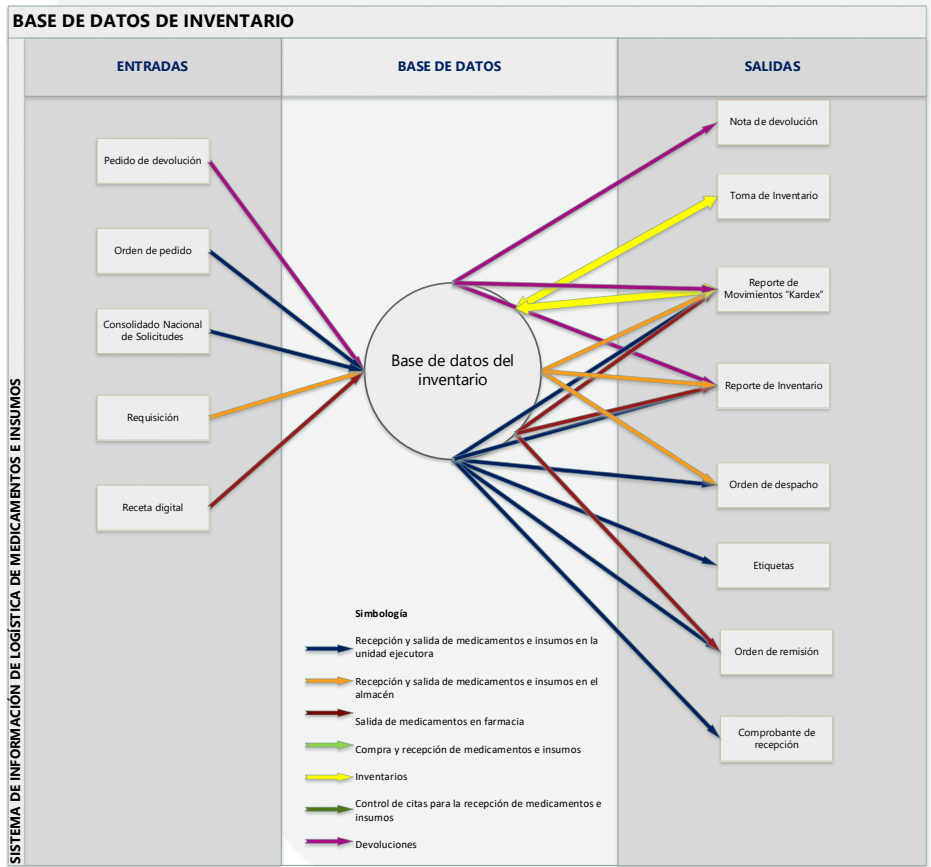 BASE DE DATOS DE INVENTARIO
SISTEMA DE INFORMACIÓN DE LOGÍSTICA DE MEDICAMENTOS E INSUMOS
ENTRADAS
BASE DE DATOS
SALIDAS
Pedido de devolución
Orden de pedido
Consolidado Nacional
de Solicitudes
Requisición
Receta digital
Base de datos del
inventario
Nota de devolución
Toma de Inventario
Reporte de
Movimientos “Kardex”
Reporte de Inventario
Orden de despacho
Etiquetas
Orden de remisión
Comprobante de
recepción
Simbología
Recepción y salida de medicamentos e insumos en la
unidad ejecutora
Recepción y salida de medicamentos e insumos en el
almacén
Salida de medicamentos en farmacia
Compra y recepción de medicamentos e insumos
Inventarios
Control de citas para la recepción de medicamentos e
insumos
Devoluciones